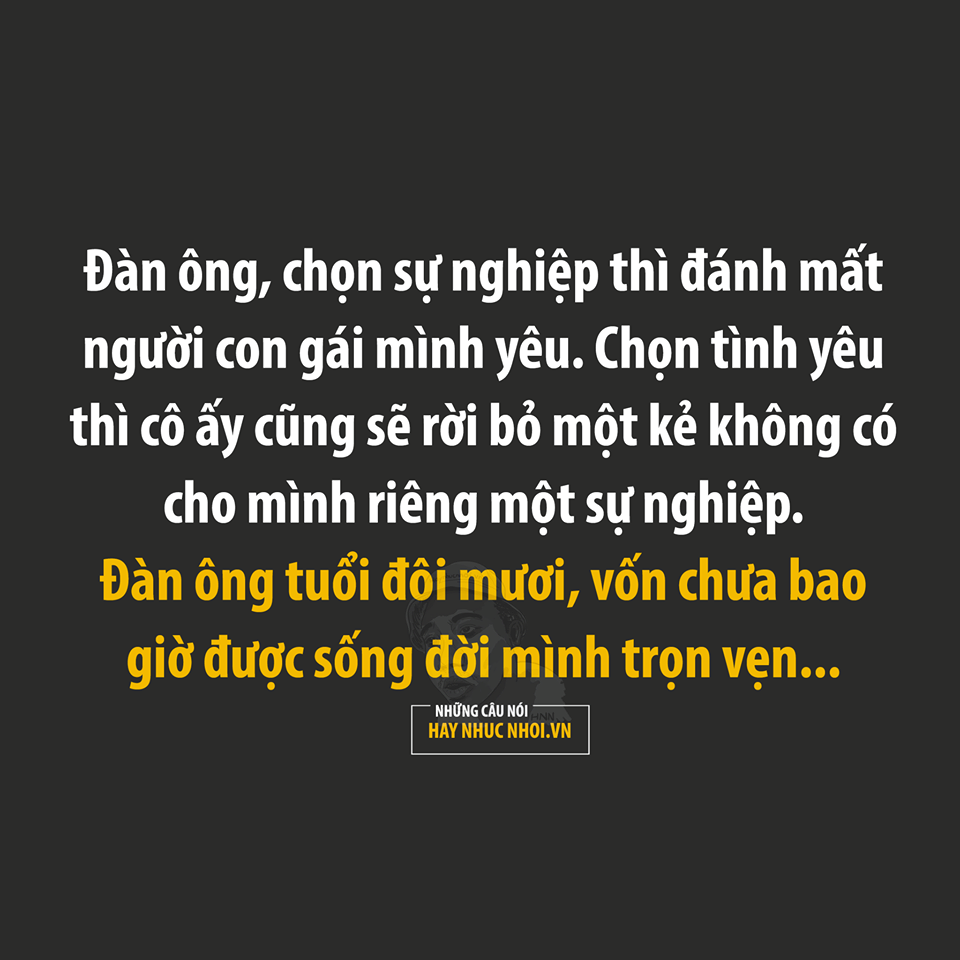 Đàn ông, chọn sự nghiệp thì đánh mất
người con gái mình yêu. Chọn tình yêu
thì cô ấy cũng sẽ rời bỏ một kẻ không có
cho mình riêng một sự nghiệp.
Đàn ông tuổi đôi mươi, vốn chưa bao
giờ được sống đời mình trọn vẹn...
NHỮNG CÂU NÓI
HNN
HAY NHUC NHOI.VN